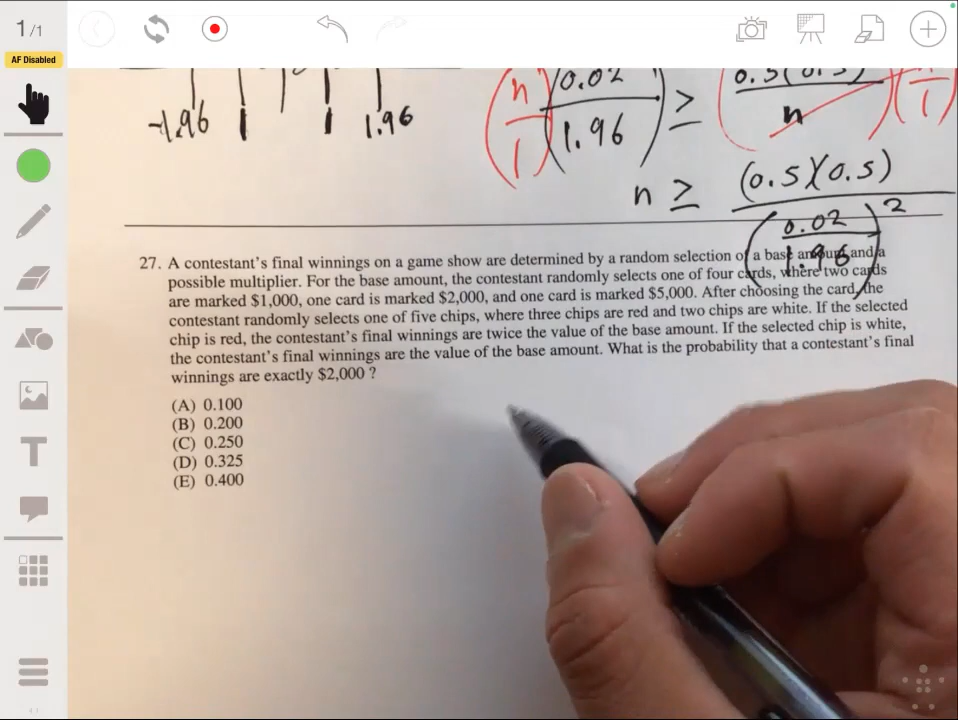 1/1
AF Disabled
-1.96 1 1 1.96
n 0.02 ≥ n
1 1.96 1
n ≥ (0.5)(0.5)
(0.02 / 1.96)2
27. A contestant's final winnings on a game show are determined by a random selection of a base amount and a
possible multiplier. For the base amount, the contestant randomly selects one of four cards, where two cards
are marked $1,000, one card is marked $2,000, and one card is marked $5,000. After choosing the card, the
contestant randomly selects one of five chips, where three chips are red and two chips are white. If the selected
chip is red, the contestant's final winnings are twice the value of the base amount. If the selected chip is white,
the contestant's final winnings are the value of the base amount. What is the probability that a contestant's final
winnings are exactly $2,000 ?
(A) 0.100
(B) 0.200
(C) 0.250
(D) 0.325
(E) 0.400
T